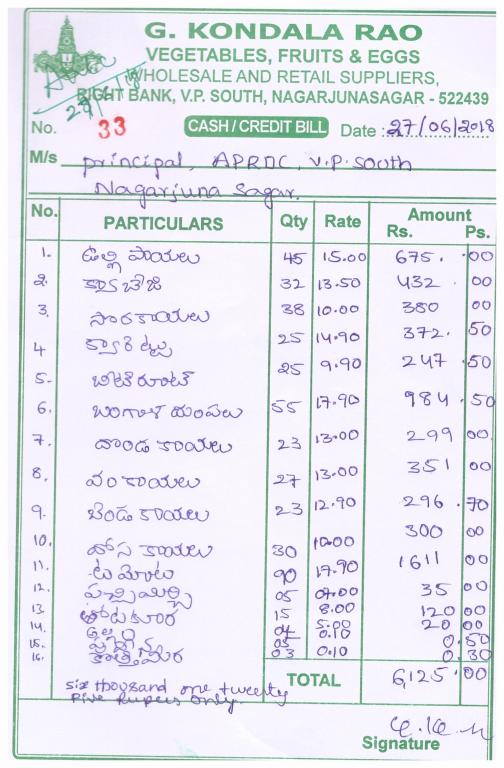 G. KONDALA RAO
VEGETABLES, FRUITS & EGGS
WHOLESALE AND RETAIL SUPPLIERS,
RIGHT BANK, V.P. SOUTH, NAGARJUNASAGAR - 522439
No. 33 CASH / CREDIT BILL Date : 27/06/2018
M/s principal, APRDC, V.P. South
Nagarjuna Sagar.
No. PARTICULARS Qty Rate Amount
Rs. Ps.
1. ఉల్లి పాయలు 45 15.00 675. 00
2. క్యాబేజి 32 13.50 432 00
3. సొరకాయలు 38 10.00 380 00
4 క్యారెట్లు 25 14.90 372. 50
5. బీట్రూట్ 25 9.90 247 50
6. బంగాళ దుంపలు 55 17.90 984 50
7. దొండ కాయలు 23 13.00 299 00
8. వంకాయలు 27 13.00 351 00
9. బెండ కాయలు 23 12.90 296 70
10. దోస కాయలు 30 10.00 300 00
11. టమోటు 90 17.90 1611 00
12. పచ్చిమిర్చి 05 07.00 35 00
13 తోటకూర 15 8.00 120 00
14. అల్లం 04 5.00 20 00
15. 05 0.10 0.50
16. కొత్తిమీర 03 0.10 0.30
TOTAL 6,125 .00
six thousand one twenty
Five Rupees only.
Signature